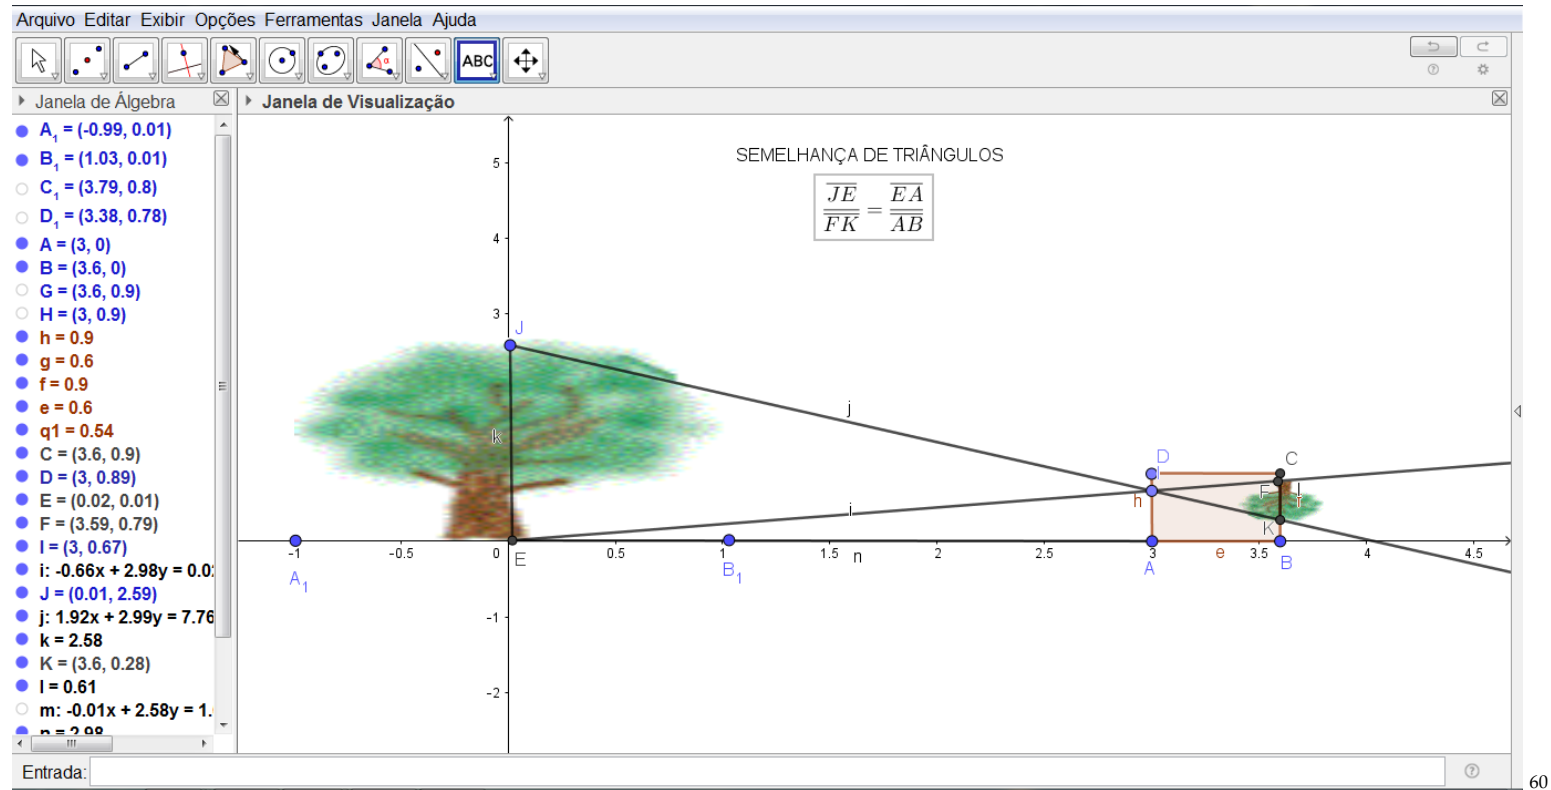 Arquivo Editar Exibir Opções Ferramentas Janela Ajuda
ABC
Janela de Álgebra
Janela de Visualização
A1 = (-0.99, 0.01)
B1 = (1.03, 0.01)
C1 = (3.79, 0.8)
D1 = (3.38, 0.78)
A = (3, 0)
B = (3.6, 0)
G = (3.6, 0.9)
H = (3, 0.9)
h = 0.9
g = 0.6
f = 0.9
e = 0.6
q1 = 0.54
C = (3.6, 0.9)
D = (3, 0.89)
E = (0.02, 0.01)
F = (3.59, 0.79)
I = (3, 0.67)
i: -0.66x + 2.98y = 0.0
J = (0.01, 2.59)
j: 1.92x + 2.99y = 7.76
k = 2.58
K = (3.6, 0.28)
l = 0.61
m: -0.01x + 2.58y = 1.
n = 2.98
SEMELHANÇA DE TRIÂNGULOS
JE / FK = EA / AB
5
4
3
J
j
k
D
C
F
l
h
f
i
K
-1 -0.5 0 0.5 1 1.5 2 2.5 3 3.5 4 4.5
E
n
e
A1
B1
A
B
-1
-2
Entrada:
60